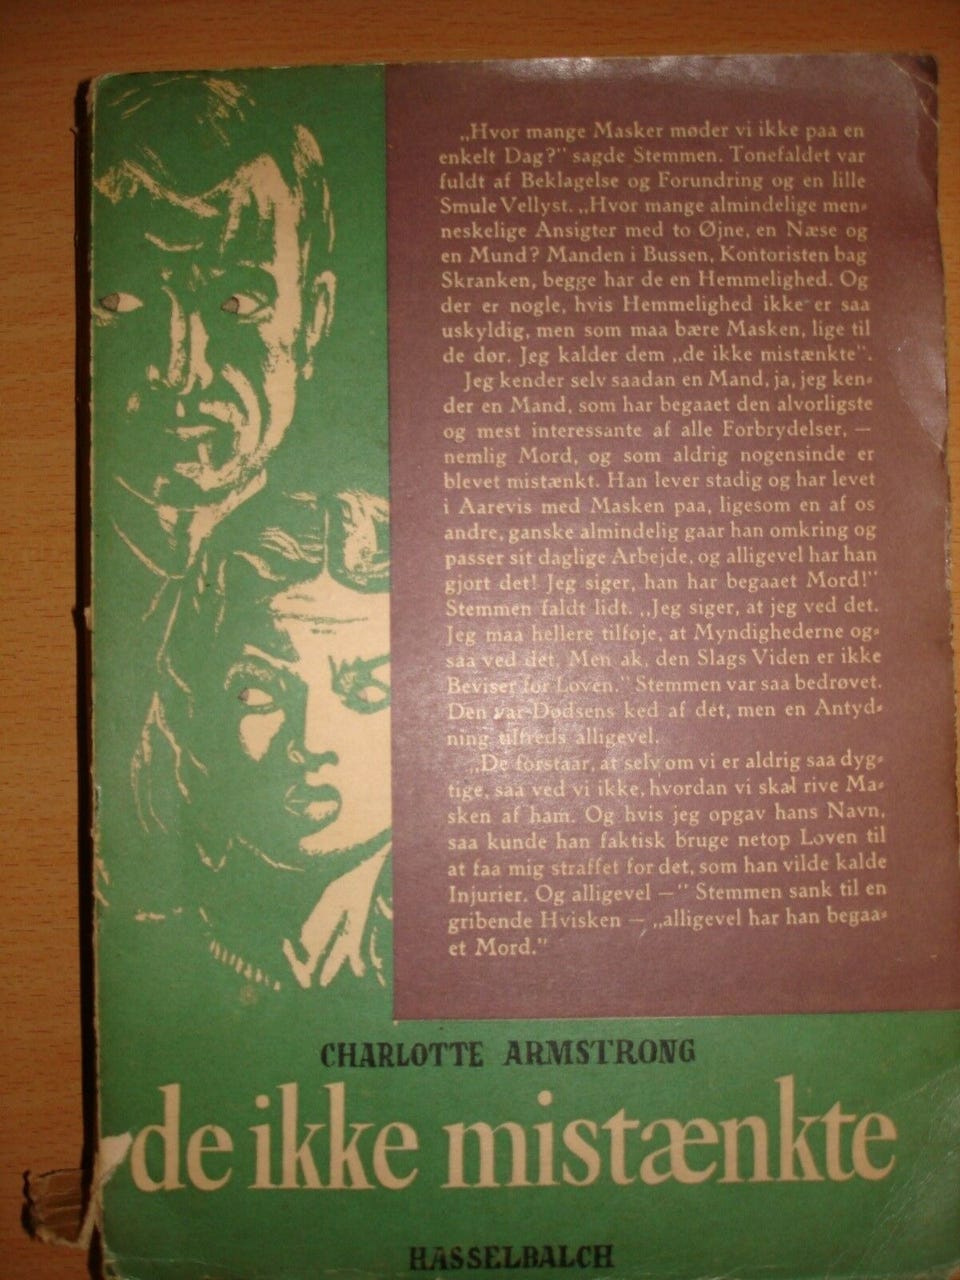 „Hvor mange Masker møder vi ikke paa en
enkelt Dag?" sagde Stemmen. Tonefaldet var
fuldt af Beklagelse og Forundring og en lille
Smule Vellyst. „Hvor mange almindelige men-
neskelige Ansigter med to Øjne, en Næse og
en Mund? Manden i Bussen, Kontoristen bag
Skranken, begge har de en Hemmelighed. Og
der er nogle, hvis Hemmelighed ikke er saa
uskyldig, men som maa bære Masken, lige til
de dør. Jeg kalder dem „de ikke mistænkte".
Jeg kender selv saadan en Mand, ja, jeg ken-
der en Mand, som har begaaet den alvorligste
og mest interessante af alle Forbrydelser, —
nemlig Mord, og som aldrig nogensinde er
blevet mistænkt. Han lever stadig og har levet
i Aarevis med Masken paa, ligesom en af os
andre, ganske almindelig gaar han omkring og
passer sit daglige Arbejde, og alligevel har han
gjort det! Jeg siger, han har begaaet Mord!"
Stemmen faldt lidt. „Jeg siger, at jeg ved det.
Jeg maa hellere tilføje, at Myndighederne og-
saa ved det. Men ak, den Slags Viden er ikke
Beviser for Loven." Stemmen var saa bedrøvet.
Den var Dødsens ked af det, men en Antyd-
ning tilfreds alligevel.
„De forstaar, at selv om vi er aldrig saa dyg-
tige, saa ved vi ikke, hvordan vi skal rive Ma-
sken af ham. Og hvis jeg opgav hans Navn,
saa kunde han faktisk bruge netop Loven til
at faa mig straffet for det, som han vilde kalde
Injurier. Og alligevel —" Stemmen sank til en
gribende Hvisken — „alligevel har han begaa-
et Mord."
CHARLOTTE ARMSTRONG
de ikke mistænkte
HASSELBALCH